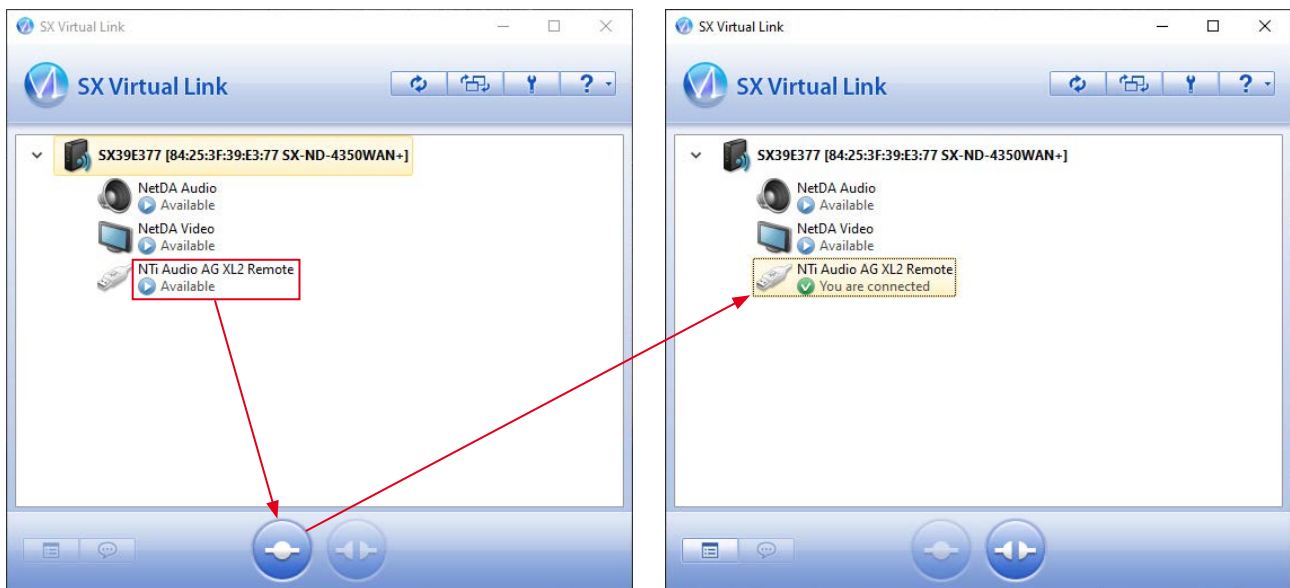 SX Virtual Link
SX Virtual Link
?
SX39E377 [84:25:3F:39:E3:77 SX-ND-4350WAN+]
NetDA Audio
Available
NetDA Video
Available
NTi Audio AG XL2 Remote
Available
SX Virtual Link
SX Virtual Link
?
SX39E377 [84:25:3F:39:E3:77 SX-ND-4350WAN+]
NetDA Audio
Available
NetDA Video
Available
NTi Audio AG XL2 Remote
You are connected